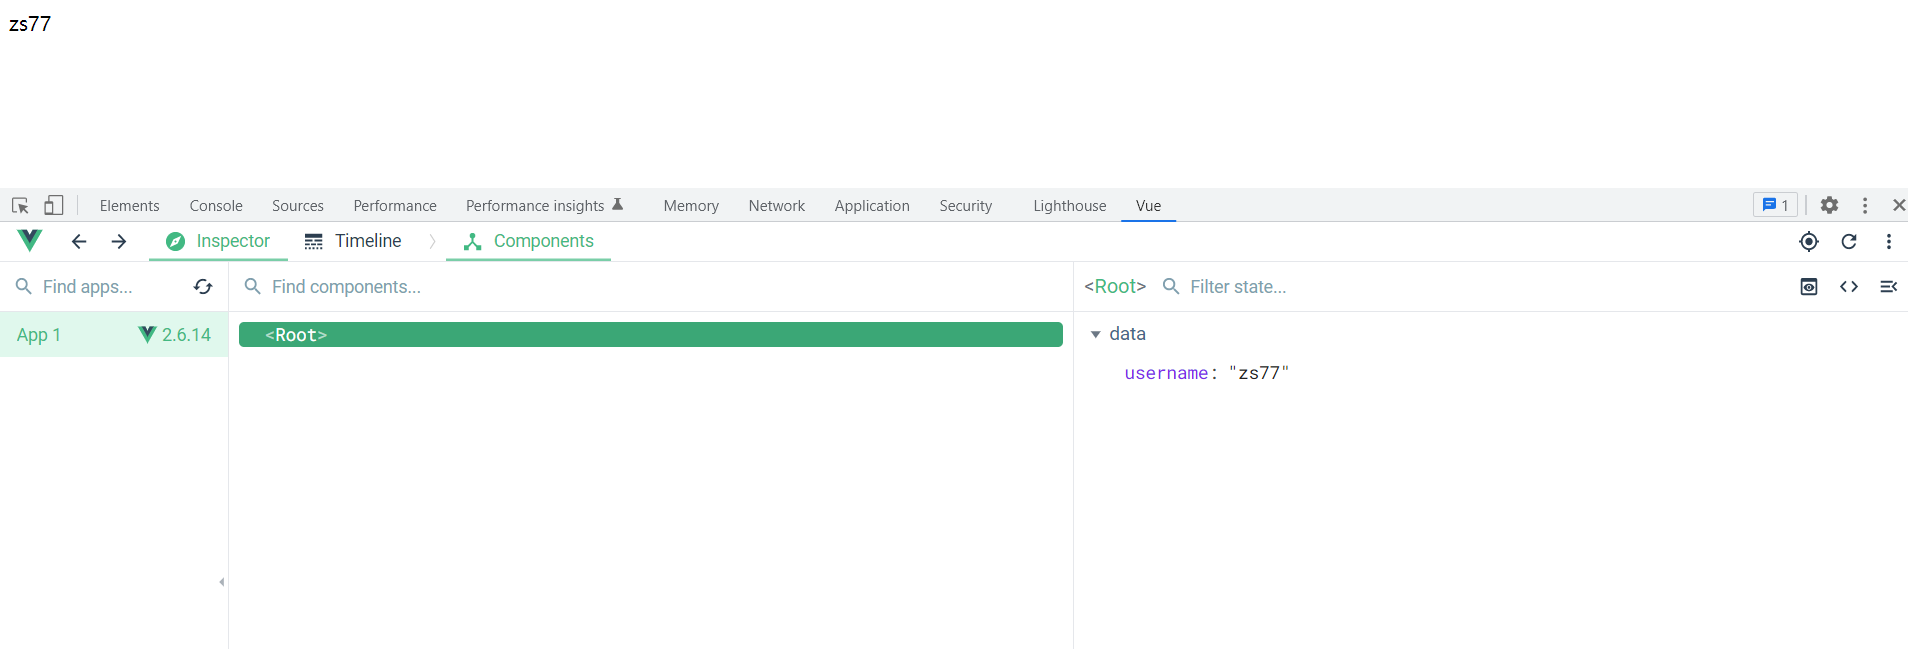 zs77
Elements Console Sources Performance Performance insights Memory Network Application Security Lighthouse Vue 1
Inspector Timeline Components
Find apps... Find components... <Root> Filter state...
App 1 2.6.14 <Root> data
username: "zs77"